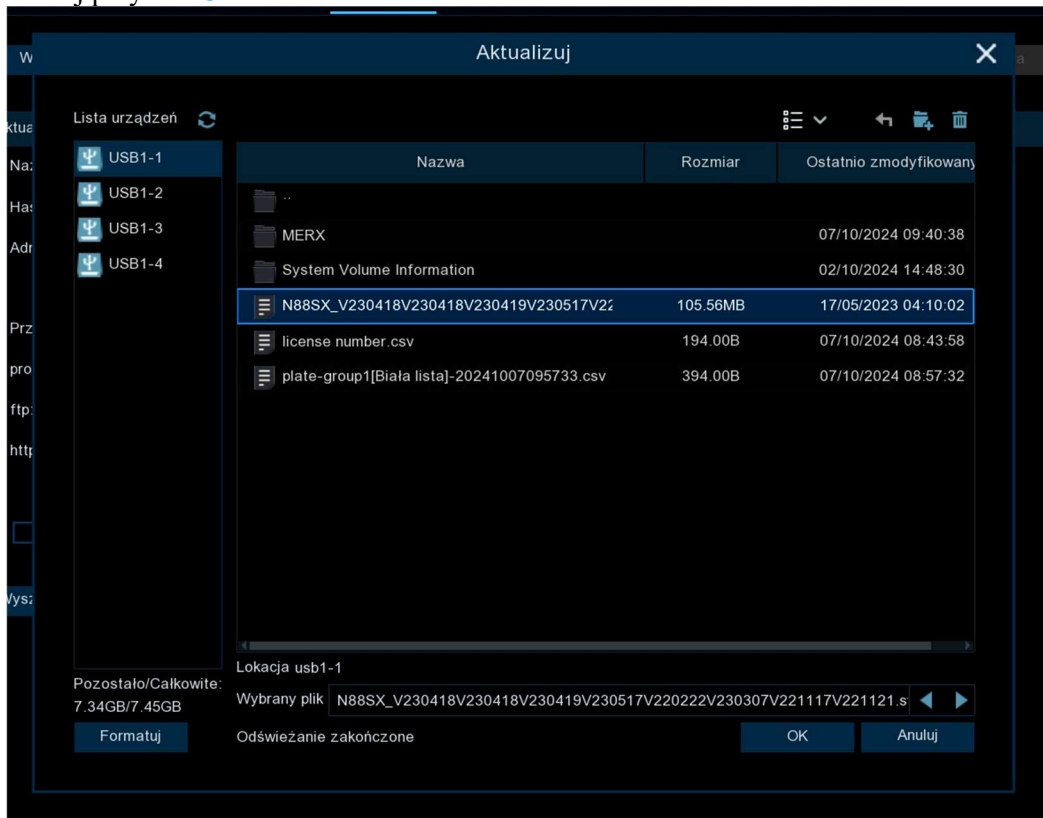 Aktualizuj
Lista urządzeń
USB1-1
USB1-2
USB1-3
USB1-4
Nazwa Rozmiar Ostatnio zmodyfikowany
..
MERX 07/10/2024 09:40:38
System Volume Information 02/10/2024 14:48:30
N88SX_V230418V230418V230419V230517V22 105.56MB 17/05/2023 04:10:02
license number.csv 194.00B 07/10/2024 08:43:58
plate-group1[Biała lista]-20241007095733.csv 394.00B 07/10/2024 08:57:32
Lokacja usb1-1
Pozostało/Całkowite:
7.34GB/7.45GB
Wybrany plik N88SX_V230418V230418V230419V230517V220222V230307V221117V221121.s
Formatuj
Odświeżanie zakończone
OK Anuluj